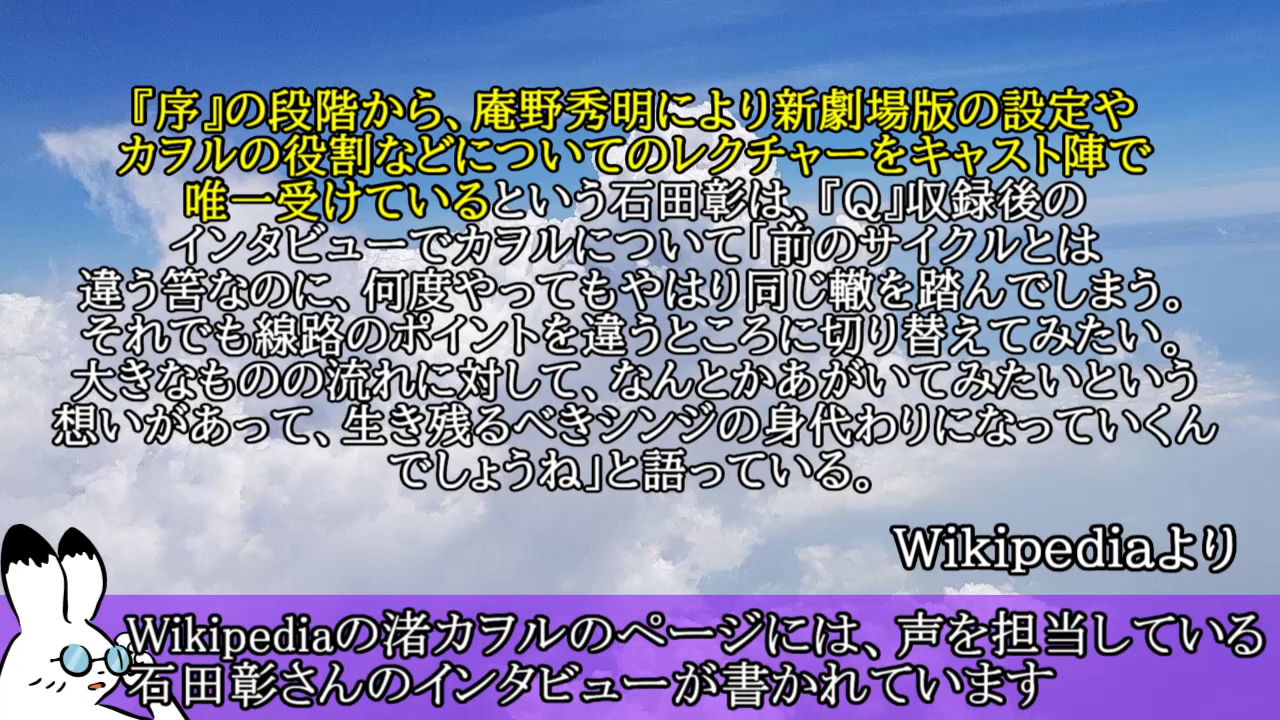 『序』の段階から、庵野秀明により新劇場版の設定や
カヲルの役割などについてのレクチャーをキャスト陣で
唯一受けているという石田彰は、『Ｑ』収録後の
インタビューでカヲルについて「前のサイクルとは
違う筈なのに、何度やってもやはり同じ轍を踏んでしまう。
それでも線路のポイントを違うところに切り替えてみたい。
大きなものの流れに対して、なんとかあがいてみたいという
想いがあって、生き残るべきシンジの身代わりになっていくん
でしょうね」と語っている。
Wikipediaより
Wikipediaの渚カヲルのページには、声を担当している
石田彰さんのインタビューが書かれています